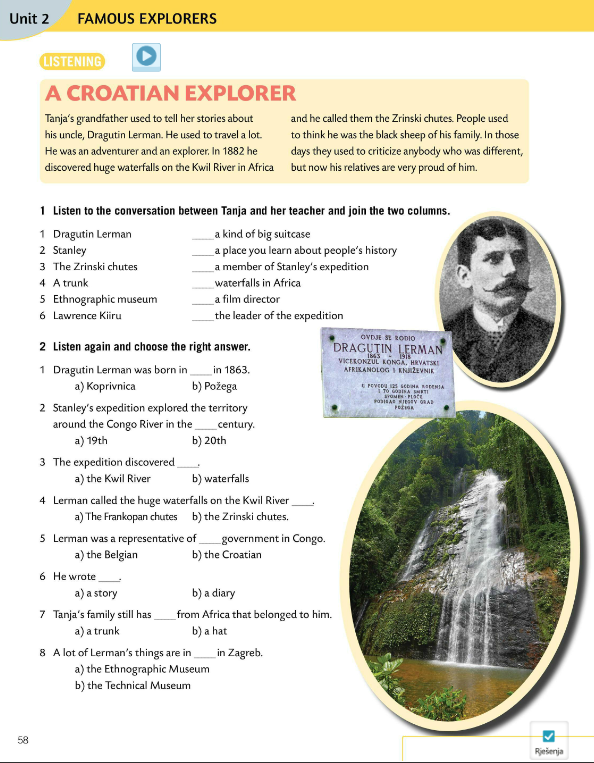 Unit 2 FAMOUS EXPLORERS
LISTENING
A CROATIAN EXPLORER
Tanja's grandfather used to tell her stories about
his uncle, Dragutin Lerman. He used to travel a lot.
He was an adventurer and an explorer. In 1882 he
discovered huge waterfalls on the Kwil River in Africa
and he called them the Zrinski chutes. People used
to think he was the black sheep of his family. In those
days they used to criticize anybody who was different,
but now his relatives are very proud of him.
1 Listen to the conversation between Tanja and her teacher and join the two columns.
1 Dragutin Lerman ____ a kind of big suitcase
2 Stanley ____ a place you learn about people's history
3 The Zrinski chutes ____ a member of Stanley's expedition
4 A trunk ____ waterfalls in Africa
5 Ethnographic museum ____ a film director
6 Lawrence Kiiru ____ the leader of the expedition
2 Listen again and choose the right answer.
1 Dragutin Lerman was born in ____ in 1863.
a) Koprivnica b) Požega
2 Stanley's expedition explored the territory
around the Congo River in the ____ century.
a) 19th b) 20th
3 The expedition discovered ____.
a) the Kwil River b) waterfalls
4 Lerman called the huge waterfalls on the Kwil River ____.
a) The Frankopan chutes b) the Zrinski chutes.
5 Lerman was a representative of ____ government in Congo.
a) the Belgian b) the Croatian
6 He wrote ____.
a) a story b) a diary
7 Tanja's family still has ____ from Africa that belonged to him.
a) a trunk b) a hat
8 A lot of Lerman's things are in ____ in Zagreb.
a) the Ethnographic Museum
b) the Technical Museum
OVDJE SE RODIO
DRAGUTIN LERMAN
1863 - 1918
VICEKONZUL KONGA, HRVATSKI
AFRIKANOLOG I KNJIŽEVNIK
U POVODU 125 GODINA ROĐENJA
I 70 GODINA SMRTI
SPOMEN-PLOČU
PODIGAO NJEGOV GRAD
POŽEGA
58
Rješenja